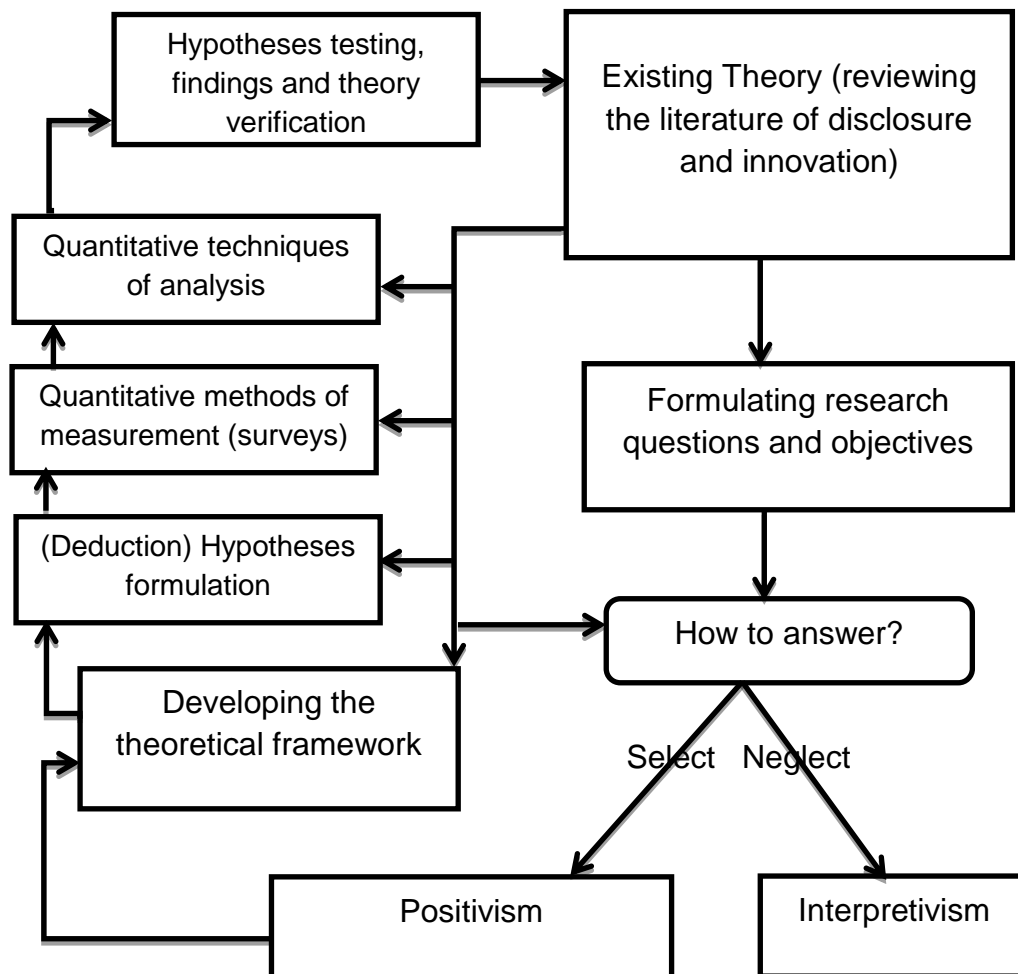 Hypotheses testing,
findings and theory
verification
Existing Theory (reviewing
the literature of disclosure
and innovation)
Quantitative techniques
of analysis
Quantitative methods of
measurement (surveys)
Formulating research
questions and objectives
(Deduction) Hypotheses
formulation
How to answer?
Developing the
theoretical framework
Select Neglect
Positivism
Interpretivism